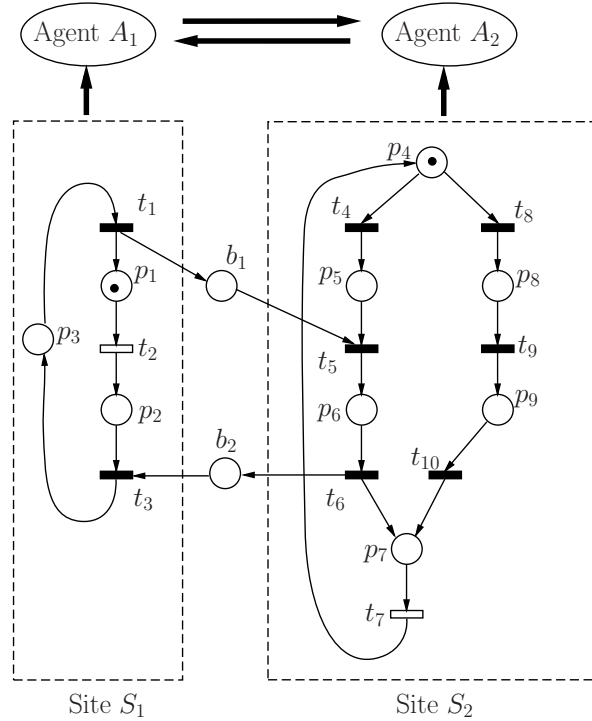 Agent A₁
Agent A₂
p₄
t₁
t₄
t₈
p₁
b₁
p₅
p₈
p₃
t₂
t₅
t₉
p₂
p₆
p₉
b₂
t₁₀
t₃
t₆
p₇
t₇
Site S₁
Site S₂